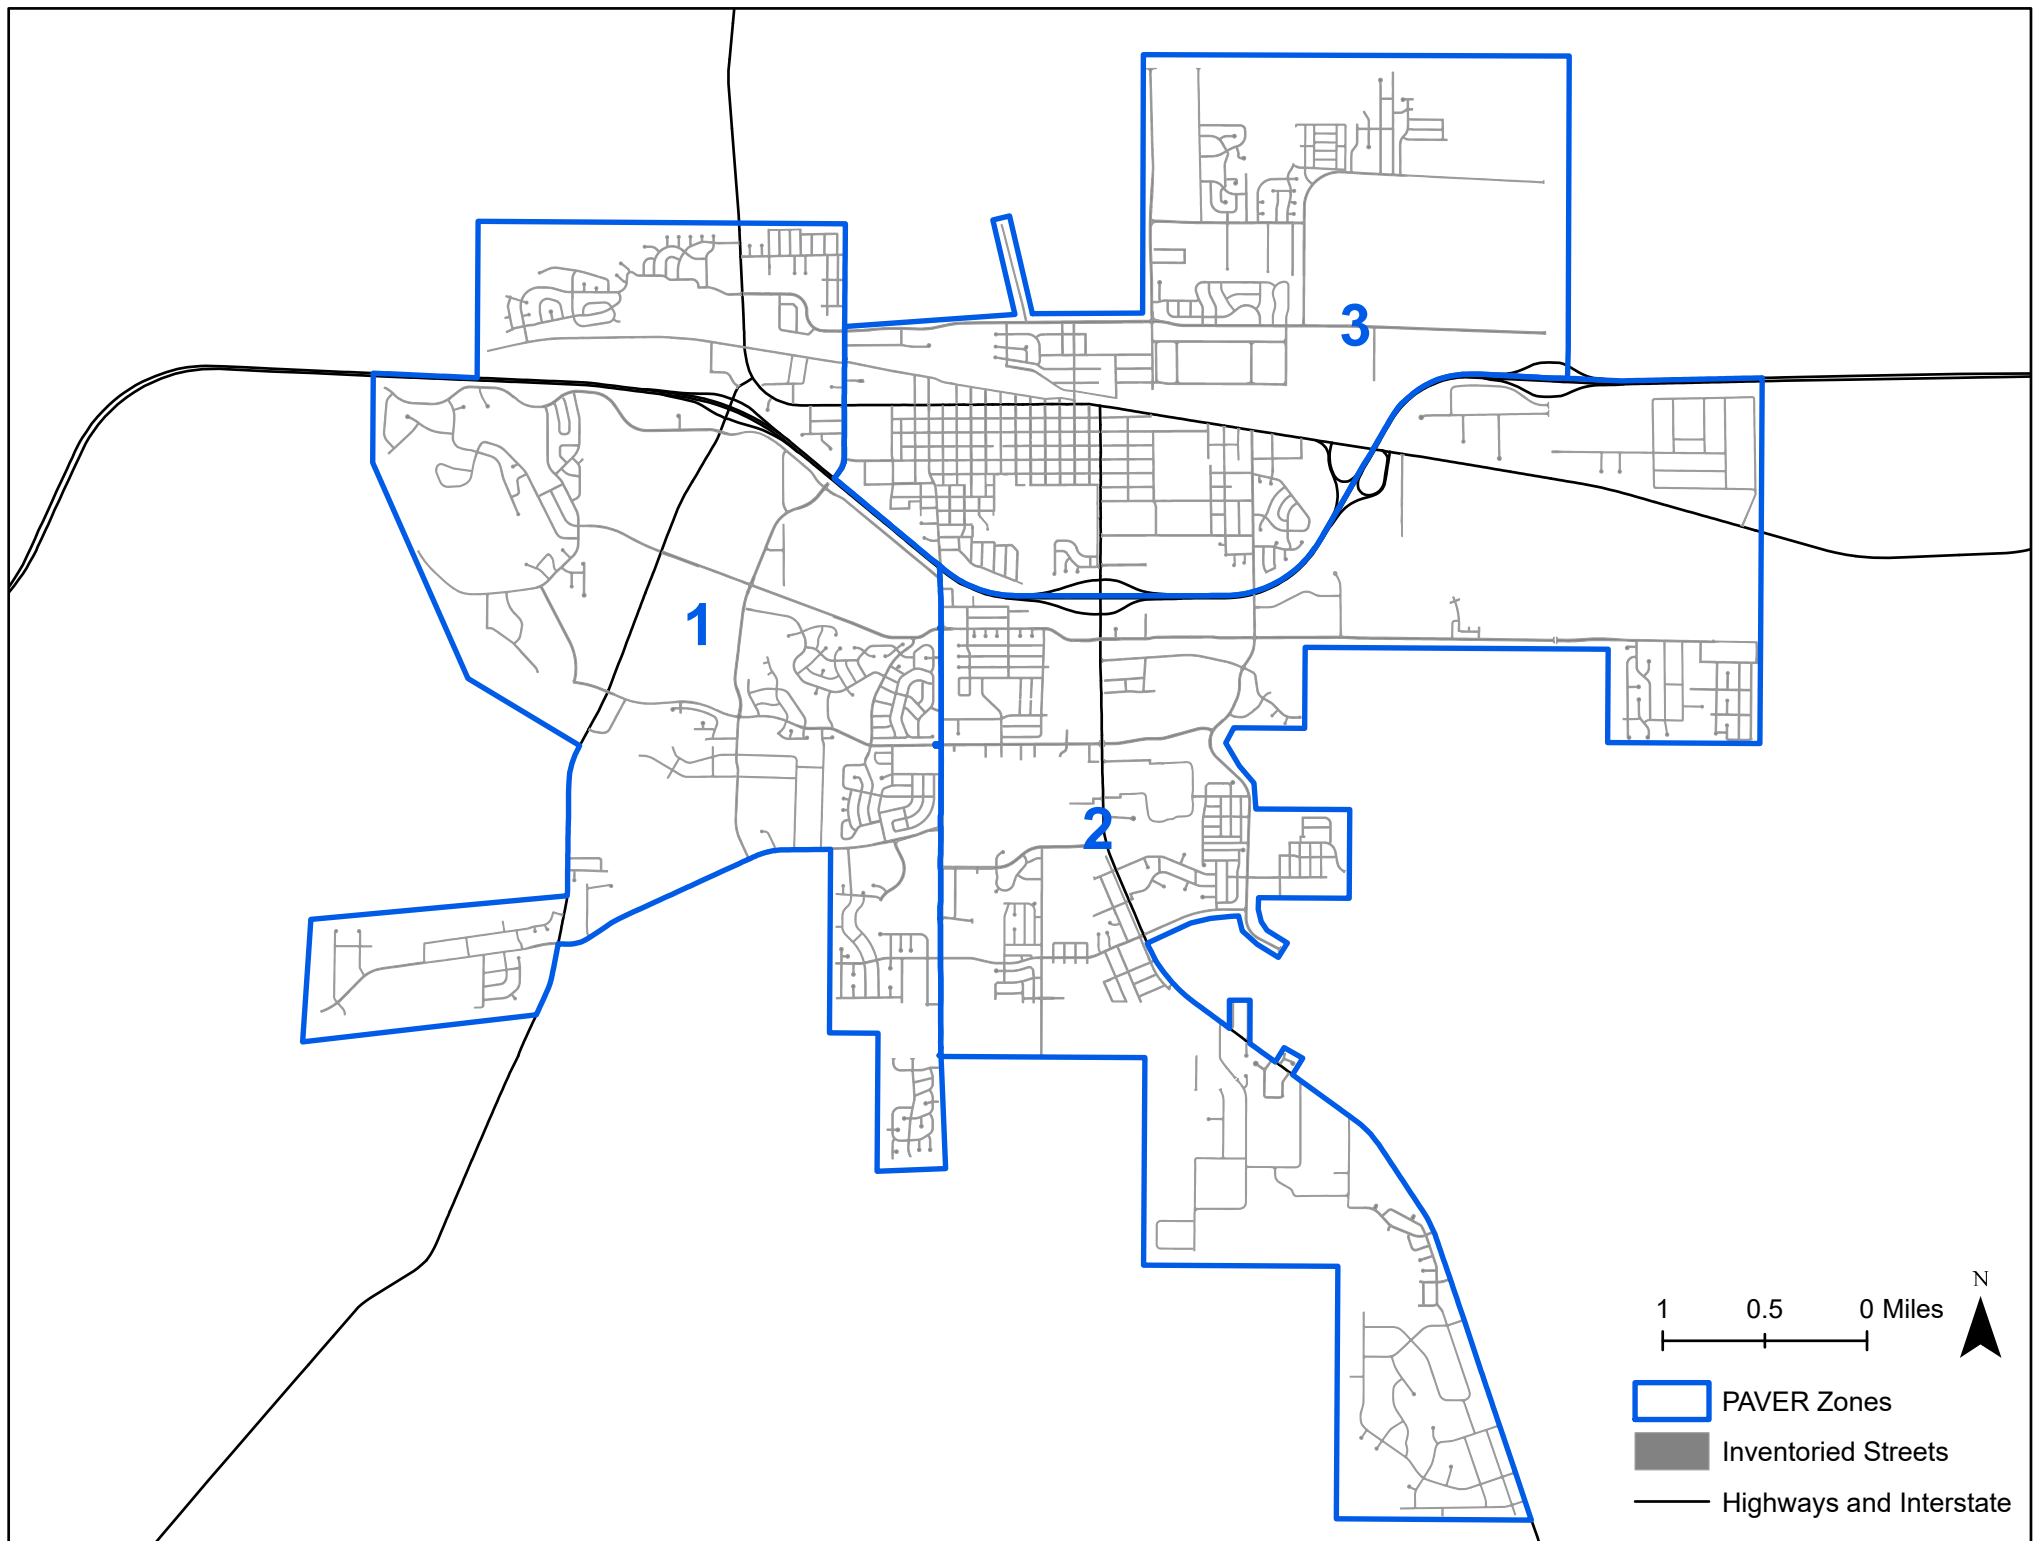 3
1
2
N
1 0.5 0 Miles
PAVER Zones
Inventoried Streets
Highways and Interstate